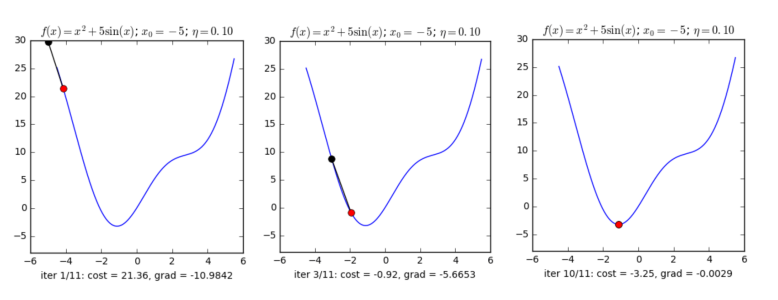 f(x) = x² + 5sin(x); x₀ = −5; η = 0.10
30
25
20
15
10
5
0
−5
−6 −4 −2 0 2 4 6
iter 1/11: cost = 21.36, grad = -10.9842
f(x) = x² + 5sin(x); x₀ = −5; η = 0.10
30
25
20
15
10
5
0
−5
−6 −4 −2 0 2 4 6
iter 3/11: cost = -0.92, grad = -5.6653
f(x) = x² + 5sin(x); x₀ = −5; η = 0.10
30
25
20
15
10
5
0
−5
−6 −4 −2 0 2 4 6
iter 10/11: cost = -3.25, grad = -0.0029